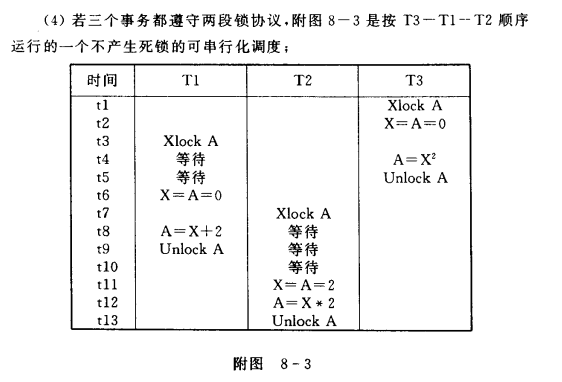 (4) 若三个事务都遵守两段锁协议,附图 8－3 是按 T3－T1－T2 顺序
运行的一个不产生死锁的可串行化调度;
时间 T1 T2 T3
t1 Xlock A
t2 X＝A＝0
t3 Xlock A
t4 等待 A＝X²
t5 等待 Unlock A
t6 X＝A＝0
t7 Xlock A
t8 A＝X＋2 等待
t9 Unlock A 等待
t10 等待
t11 X＝A＝2
t12 A＝X * 2
t13 Unlock A
附图 8－3